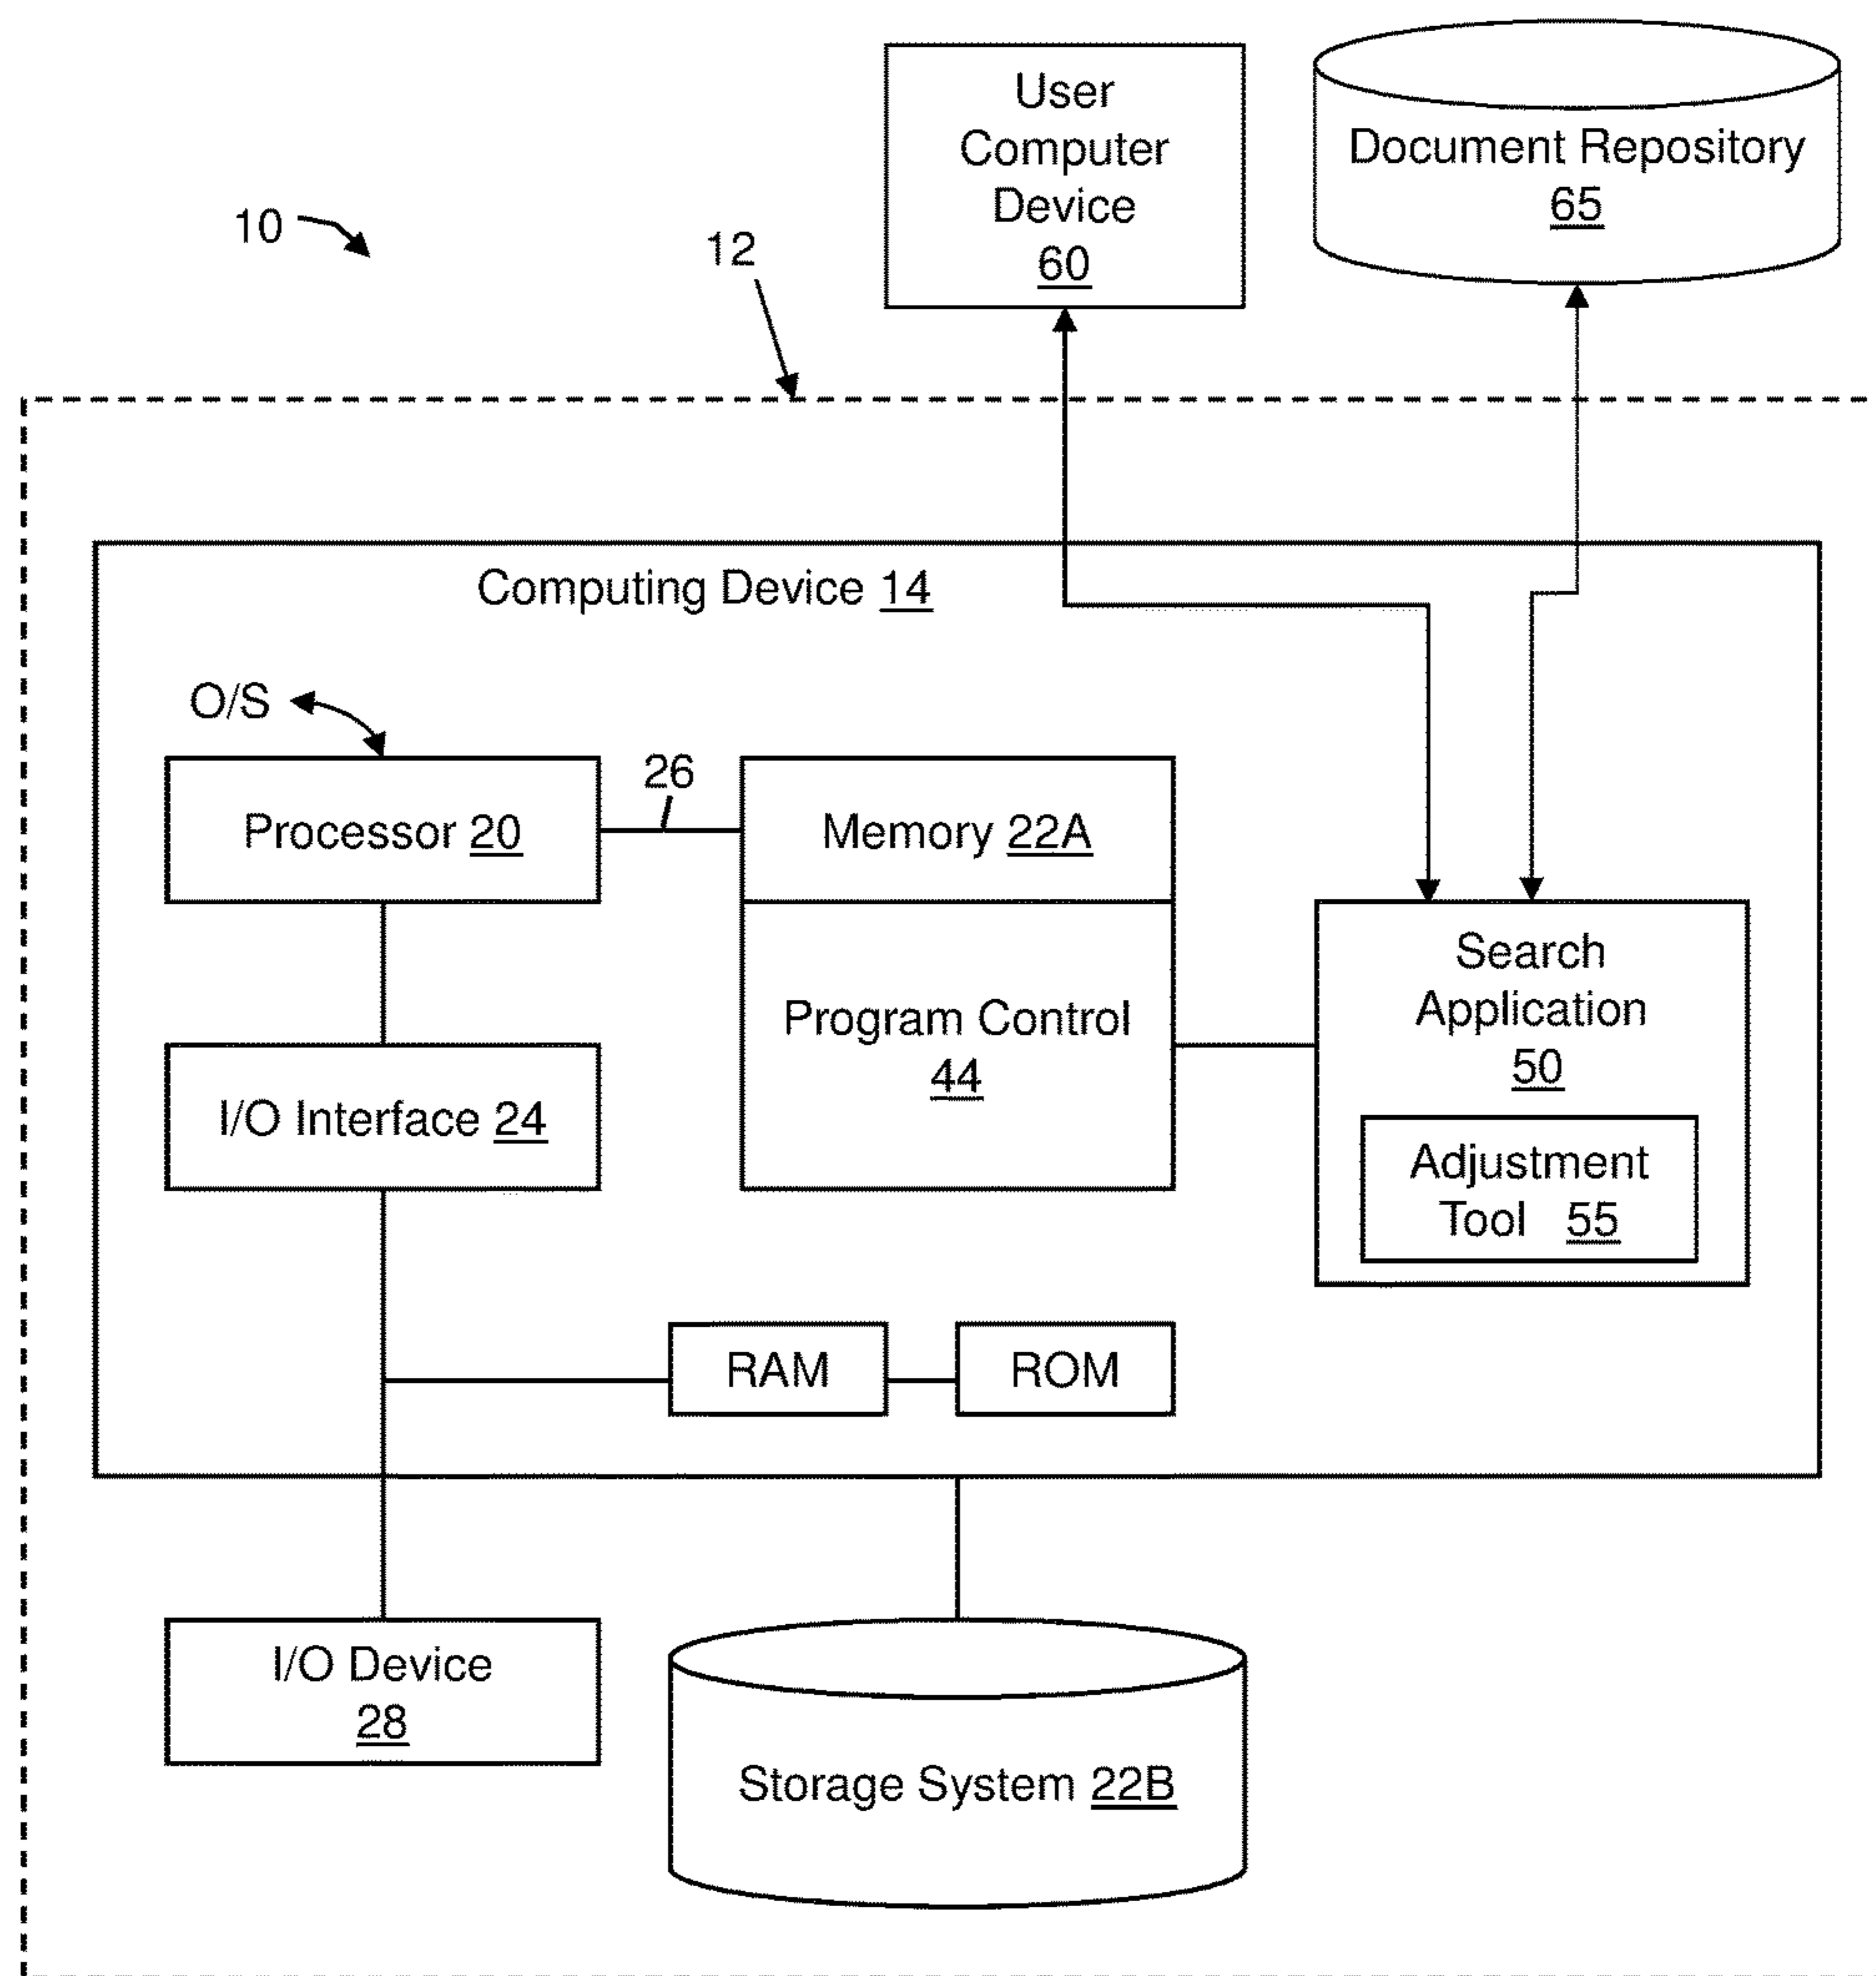 User
Computer
Device
60
Document Repository
65
10
12
Computing Device 14
O/S
26
Processor 20
Memory 22A
Program Control
44
Search
Application
50
I/O Interface 24
Adjustment
Tool 55
RAM
ROM
I/O Device
28
Storage System 22B